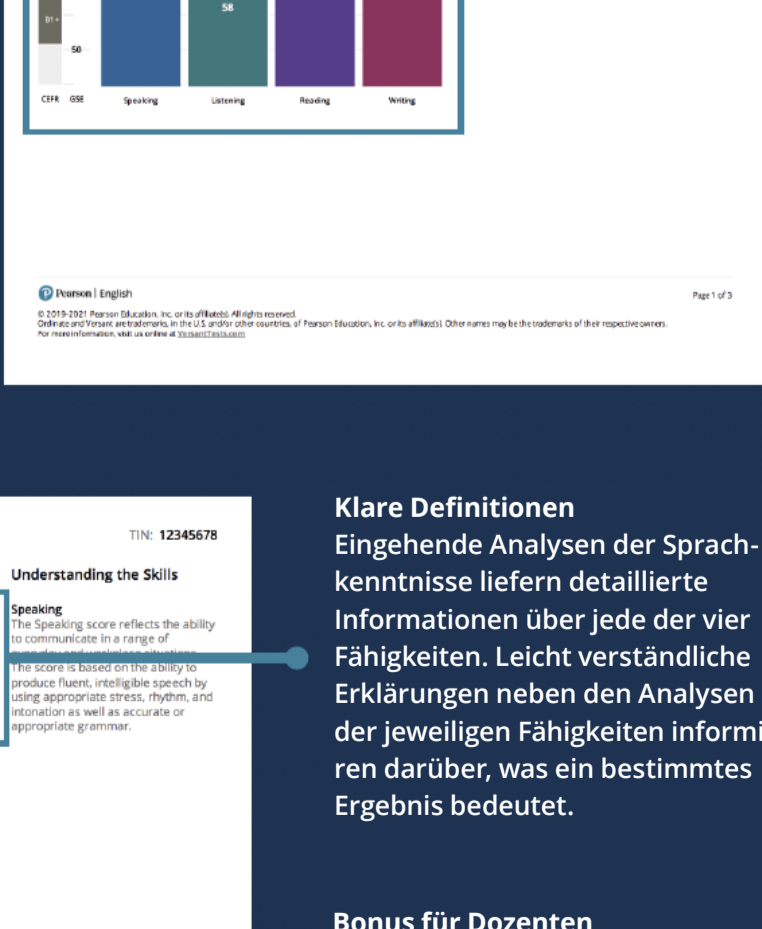 58
B1+
50
CEFR GSE Speaking Listening Reading Writing
Pearson | English
Page 1 of 3
© 2019-2021 Pearson Education, Inc. or its affiliate(s). All rights reserved.
Ordinate and Versant are trademarks, in the U.S. and/or other countries, of Pearson Education, Inc. or its affiliate(s). Other names may be the trademarks of their respective owners.
For more information, visit us online at VersantTests.com
TIN: 12345678
Understanding the Skills
Speaking
The Speaking score reflects the ability
to communicate in a range of
everyday and workplace situations.
The score is based on the ability to
produce fluent, intelligible speech by
using appropriate stress, rhythm, and
intonation as well as accurate or
appropriate grammar.
Klare Definitionen
Eingehende Analysen der Sprach-
kenntnisse liefern detaillierte
Informationen über jede der vier
Fähigkeiten. Leicht verständliche
Erklärungen neben den Analysen
der jeweiligen Fähigkeiten informi
ren darüber, was ein bestimmtes
Ergebnis bedeutet.
Bonus für Dozenten